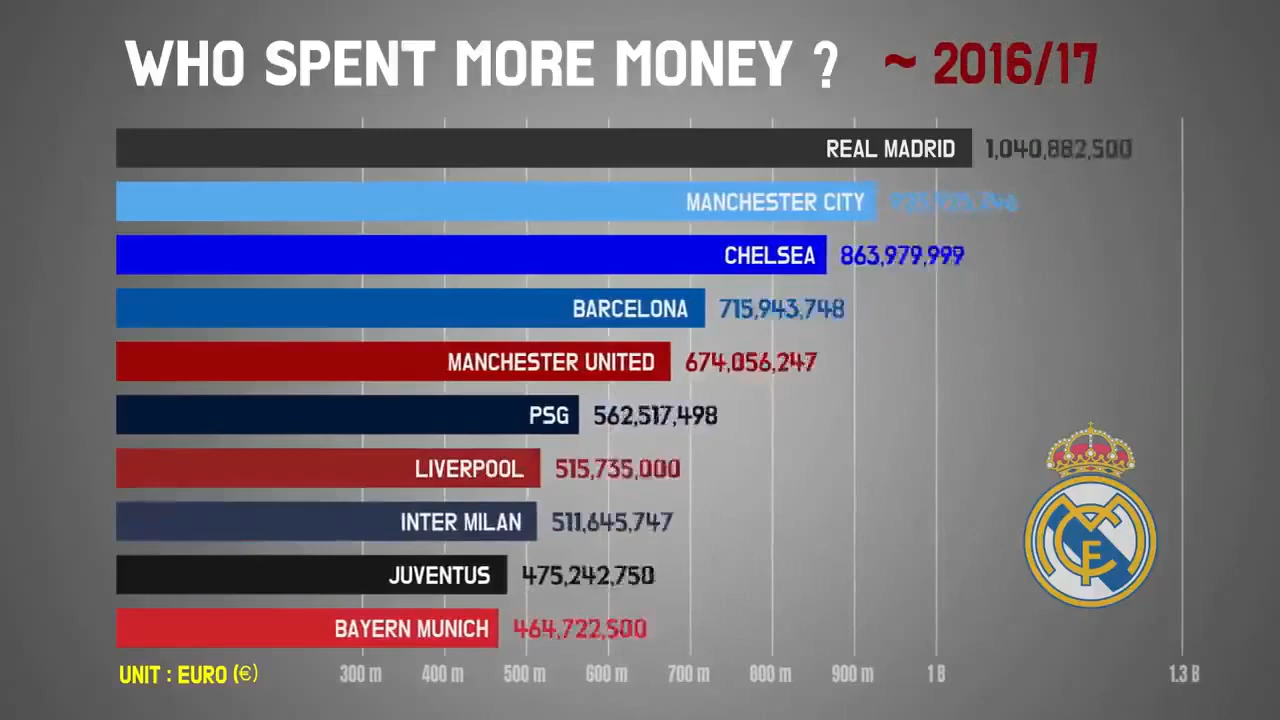 WHO SPENT MORE MONEY ? ~ 2016/17
REAL MADRID 1,040,882,500
MANCHESTER CITY
CHELSEA 863,979,999
BARCELONA 715,943,748
MANCHESTER UNITED 674,056,247
PSG 562,517,498
LIVERPOOL 515,735,000
INTER MILAN 511,645,747
JUVENTUS 475,242,750
BAYERN MUNICH 464,722,500
UNIT : EURO (€) 300 m 400 m 500 m 600 m 700 m 800 m 900 m 1 B 1.3 B